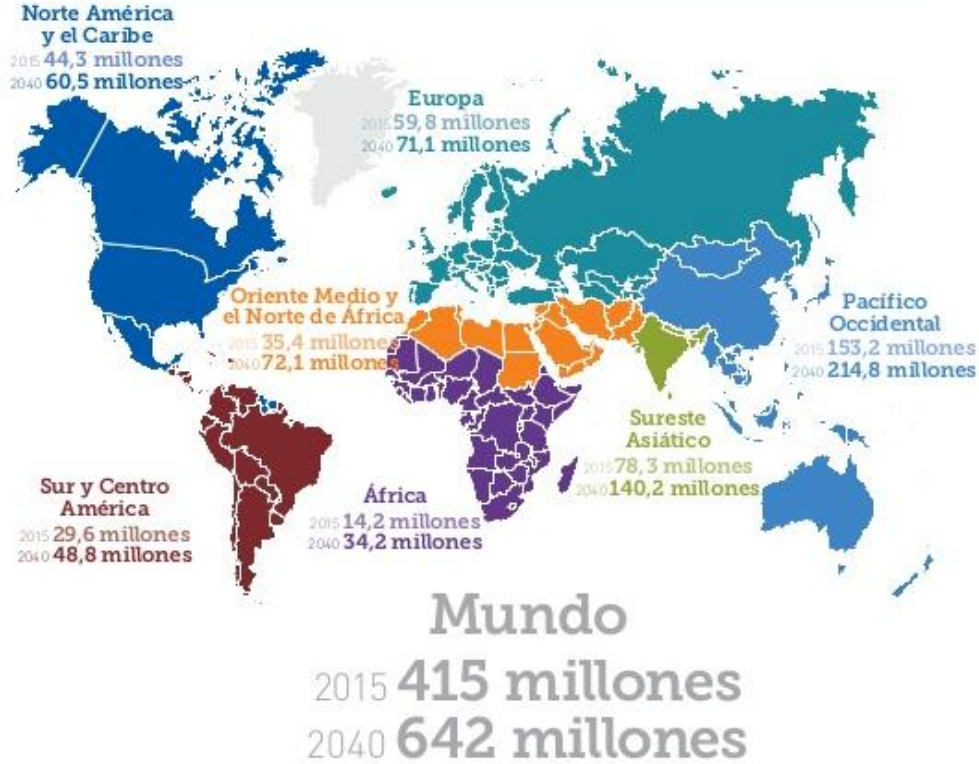 Norte América
y el Caribe
2015 44,3 millones
2040 60,5 millones
Europa
2015 59,8 millones
2040 71,1 millones
Oriente Medio y
el Norte de África
2015 35,4 millones
2040 72,1 millones
Pacífico
Occidental
2015 153,2 millones
2040 214,8 millones
Sureste
Asiático
2015 78,3 millones
2040 140,2 millones
Sur y Centro
América
2015 29,6 millones
2040 48,8 millones
África
2015 14,2 millones
2040 34,2 millones
Mundo
2015 415 millones
2040 642 millones